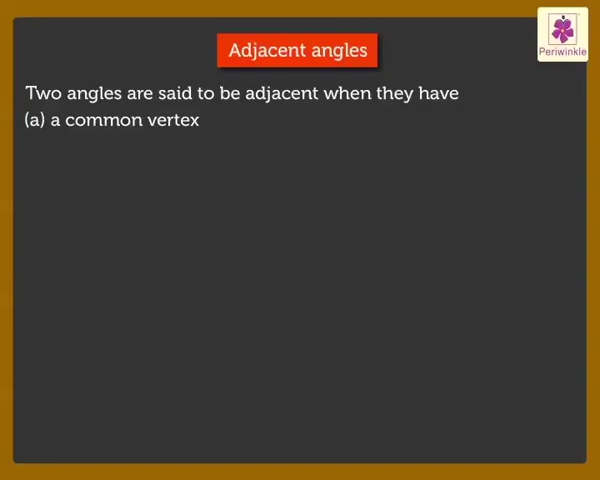 Adjacent angles
Periwinkle
Two angles are said to be adjacent when they have
(a) a common vertex